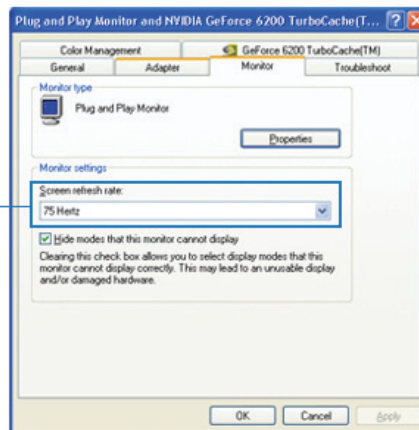 Plug and Play Monitor and NVIDIA GeForce 6200 TurboCache(T...
Color Management
GeForce 6200 TurboCache(TM)
General
Adapter
Monitor
Troubleshoot
Monitor type
Plug and Play Monitor
Properties
Monitor settings
Screen refresh rate:
75 Hertz
Hide modes that this monitor cannot display
Clearing this check box allows you to select display modes that this
monitor cannot display correctly. This may lead to an unusable display
and/or damaged hardware.
OK
Cancel
Apply